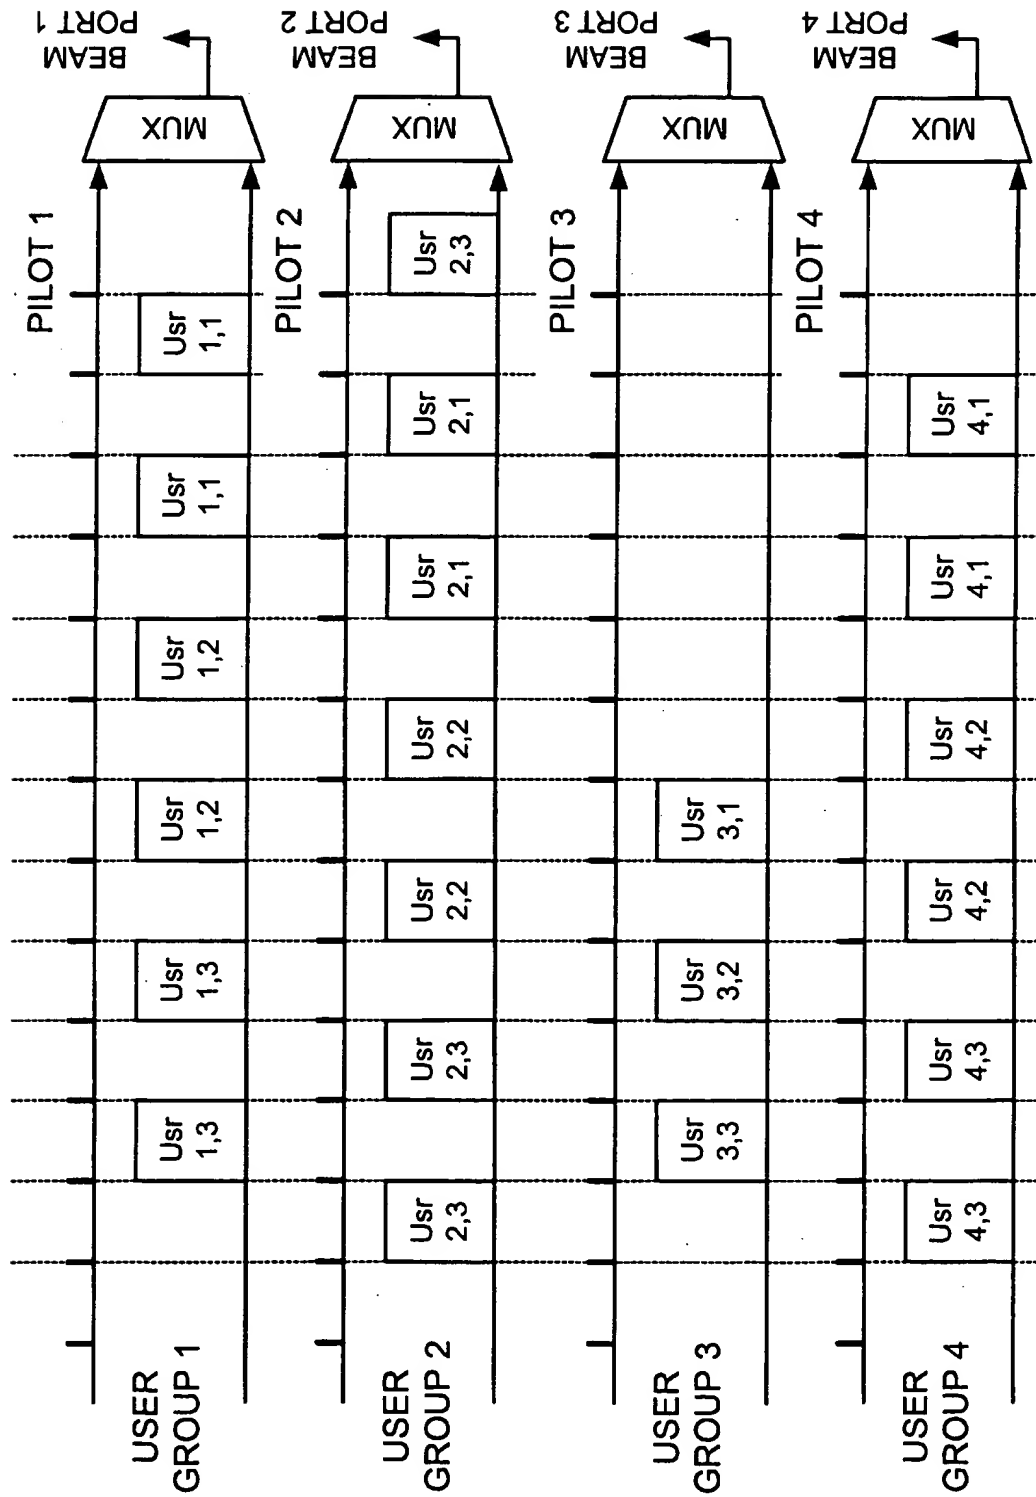 USER
GROUP 1
Usr
1,3
Usr
1,3
Usr
1,2
Usr
1,2
Usr
1,1
Usr
1,1
PILOT 1
MUX
BEAM
PORT 1
USER
GROUP 2
Usr
2,3
Usr
2,3
Usr
2,2
Usr
2,2
Usr
2,1
Usr
2,1
Usr
2,3
PILOT 2
MUX
BEAM
PORT 2
USER
GROUP 3
Usr
3,3
Usr
3,2
Usr
3,1
PILOT 3
MUX
BEAM
PORT 3
USER
GROUP 4
Usr
4,3
Usr
4,3
Usr
4,2
Usr
4,2
Usr
4,1
Usr
4,1
PILOT 4
MUX
BEAM
PORT 4